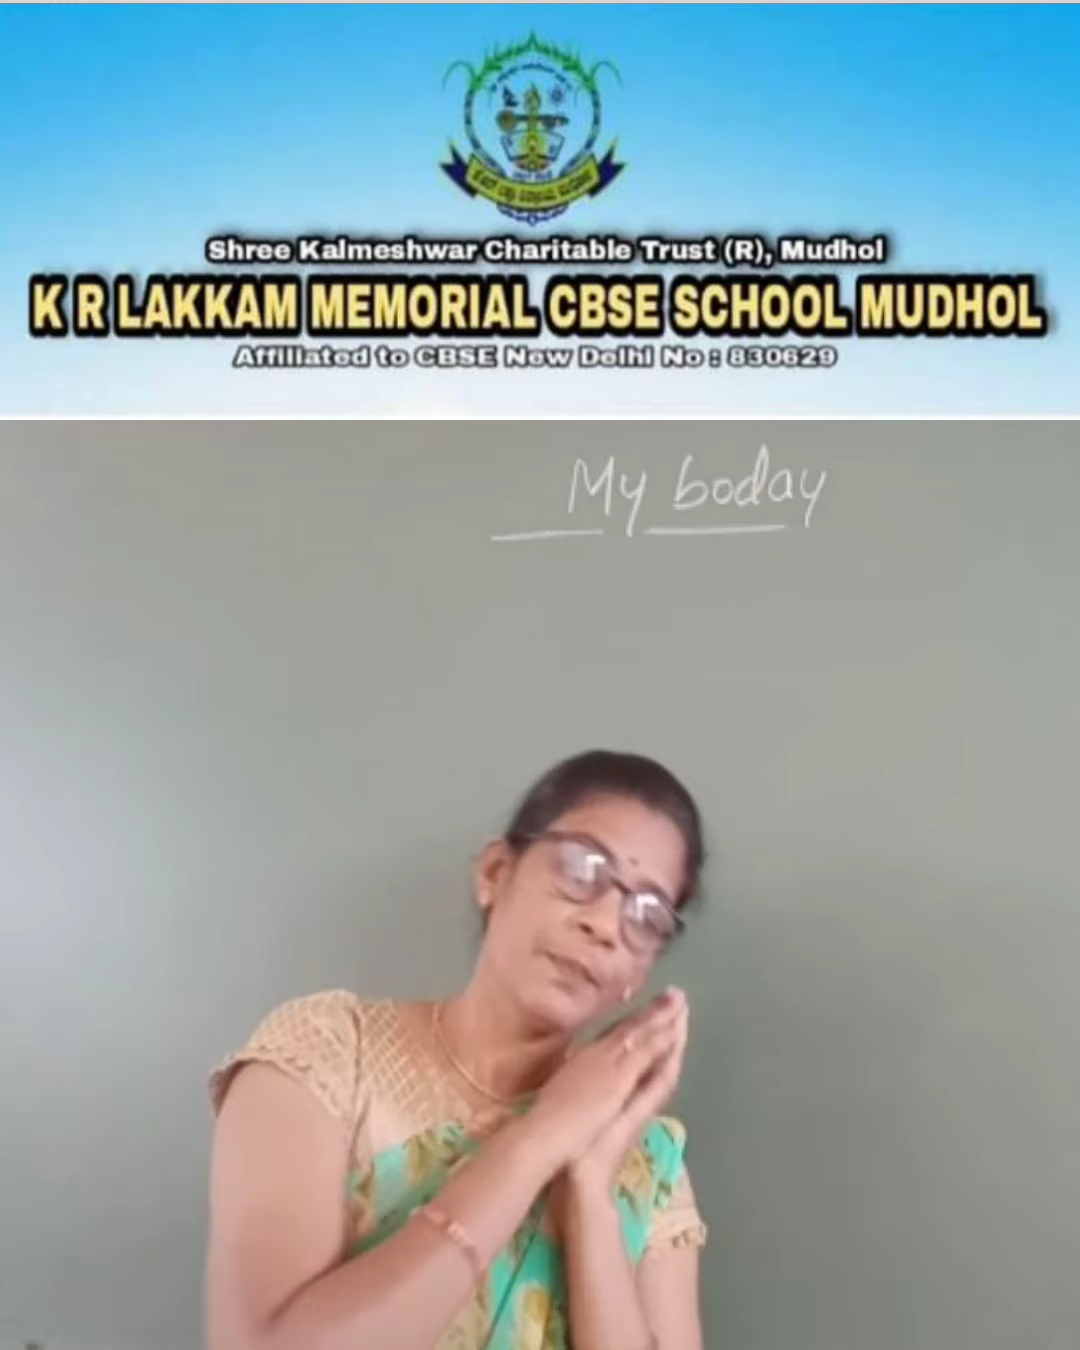 Shree Kalmeshwar Charitable Trust (R), Mudhol
K R LAKKAM MEMORIAL CBSE SCHOOL MUDHOL
Affiliated to CBSE New Delhi No : 830629
My boday